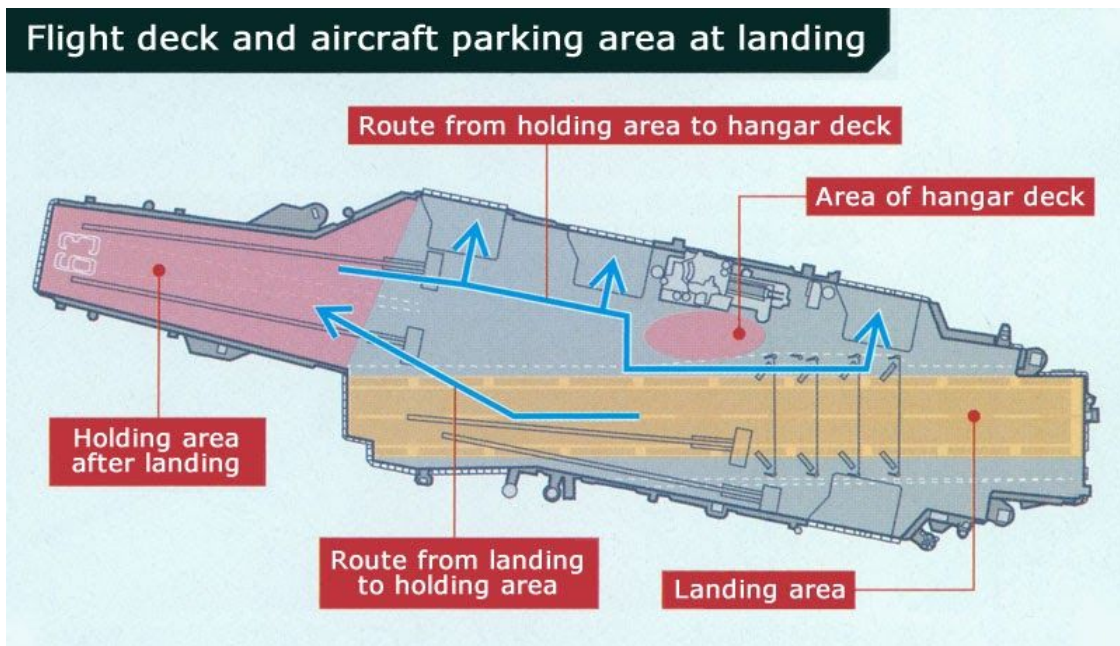 Flight deck and aircraft parking area at landing
Route from holding area to hangar deck
Area of hangar deck
63
Holding area
after landing
Route from landing
to holding area
Landing area